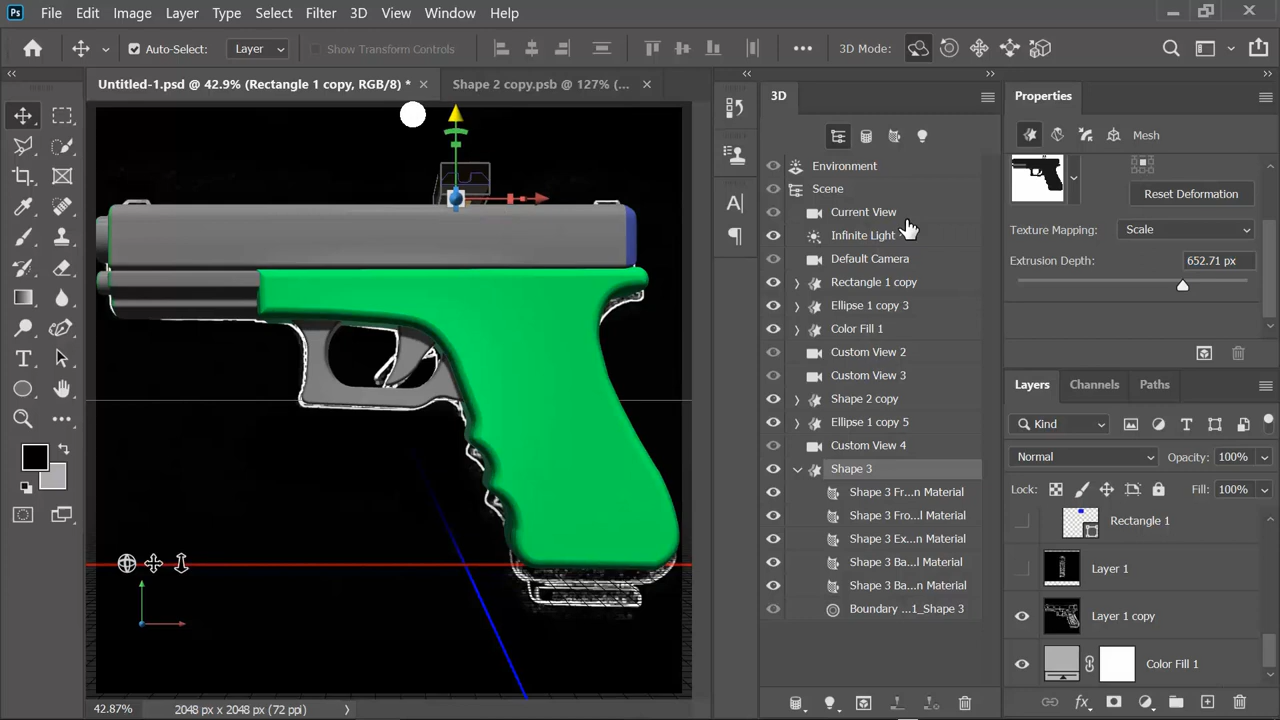 Ps File Edit Image Layer Type Select Filter 3D View Window Help
Auto-Select: Layer Show Transform Controls 3D Mode:
Untitled-1.psd @ 42.9% (Rectangle 1 copy, RGB/8) * Shape 2 copy.psb @ 127% (...
3D
Environment
Scene
Current View
Infinite Light
Default Camera
Rectangle 1 copy
Ellipse 1 copy 3
Color Fill 1
Custom View 2
Custom View 3
Shape 2 copy
Ellipse 1 copy 5
Custom View 4
Shape 3
Shape 3 Fr...n Material
Shape 3 Fro...l Material
Shape 3 Ex...n Material
Shape 3 Ba...l Material
Shape 3 Ba...n Material
Boundary ...1_Shape 3
Properties
Mesh
Reset Deformation
Texture Mapping: Scale
Extrusion Depth: 652.71 px
Layers Channels Paths
Kind
Normal Opacity: 100%
Lock: Fill: 100%
Rectangle 1
Layer 1
Layer 1 copy
Color Fill 1
42.87% 2048 px x 2048 px (72 ppi)